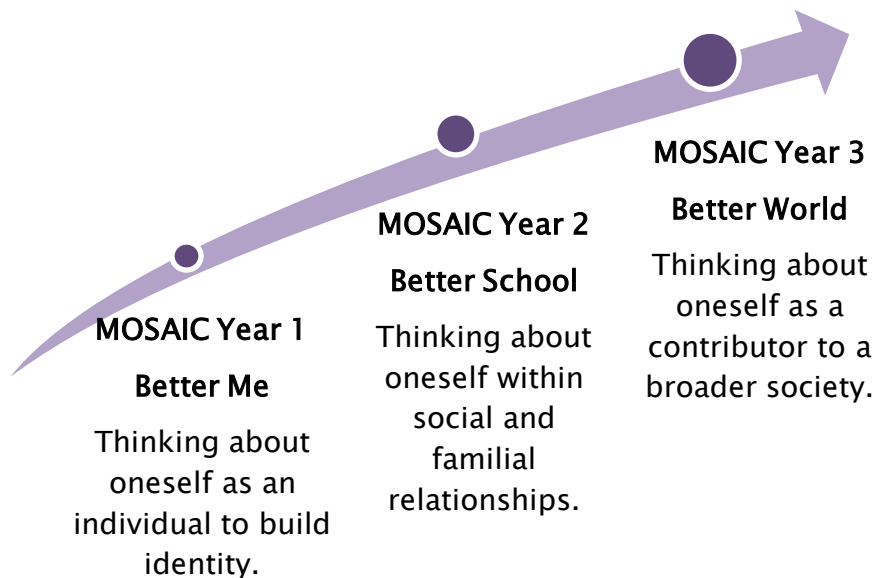 MOSAIC Year 1
Better Me
Thinking about
oneself as an
individual to build
identity.
MOSAIC Year 2
Better School
Thinking about
oneself within
social and
familial
relationships.
MOSAIC Year 3
Better World
Thinking about
oneself as a
contributor to a
broader society.